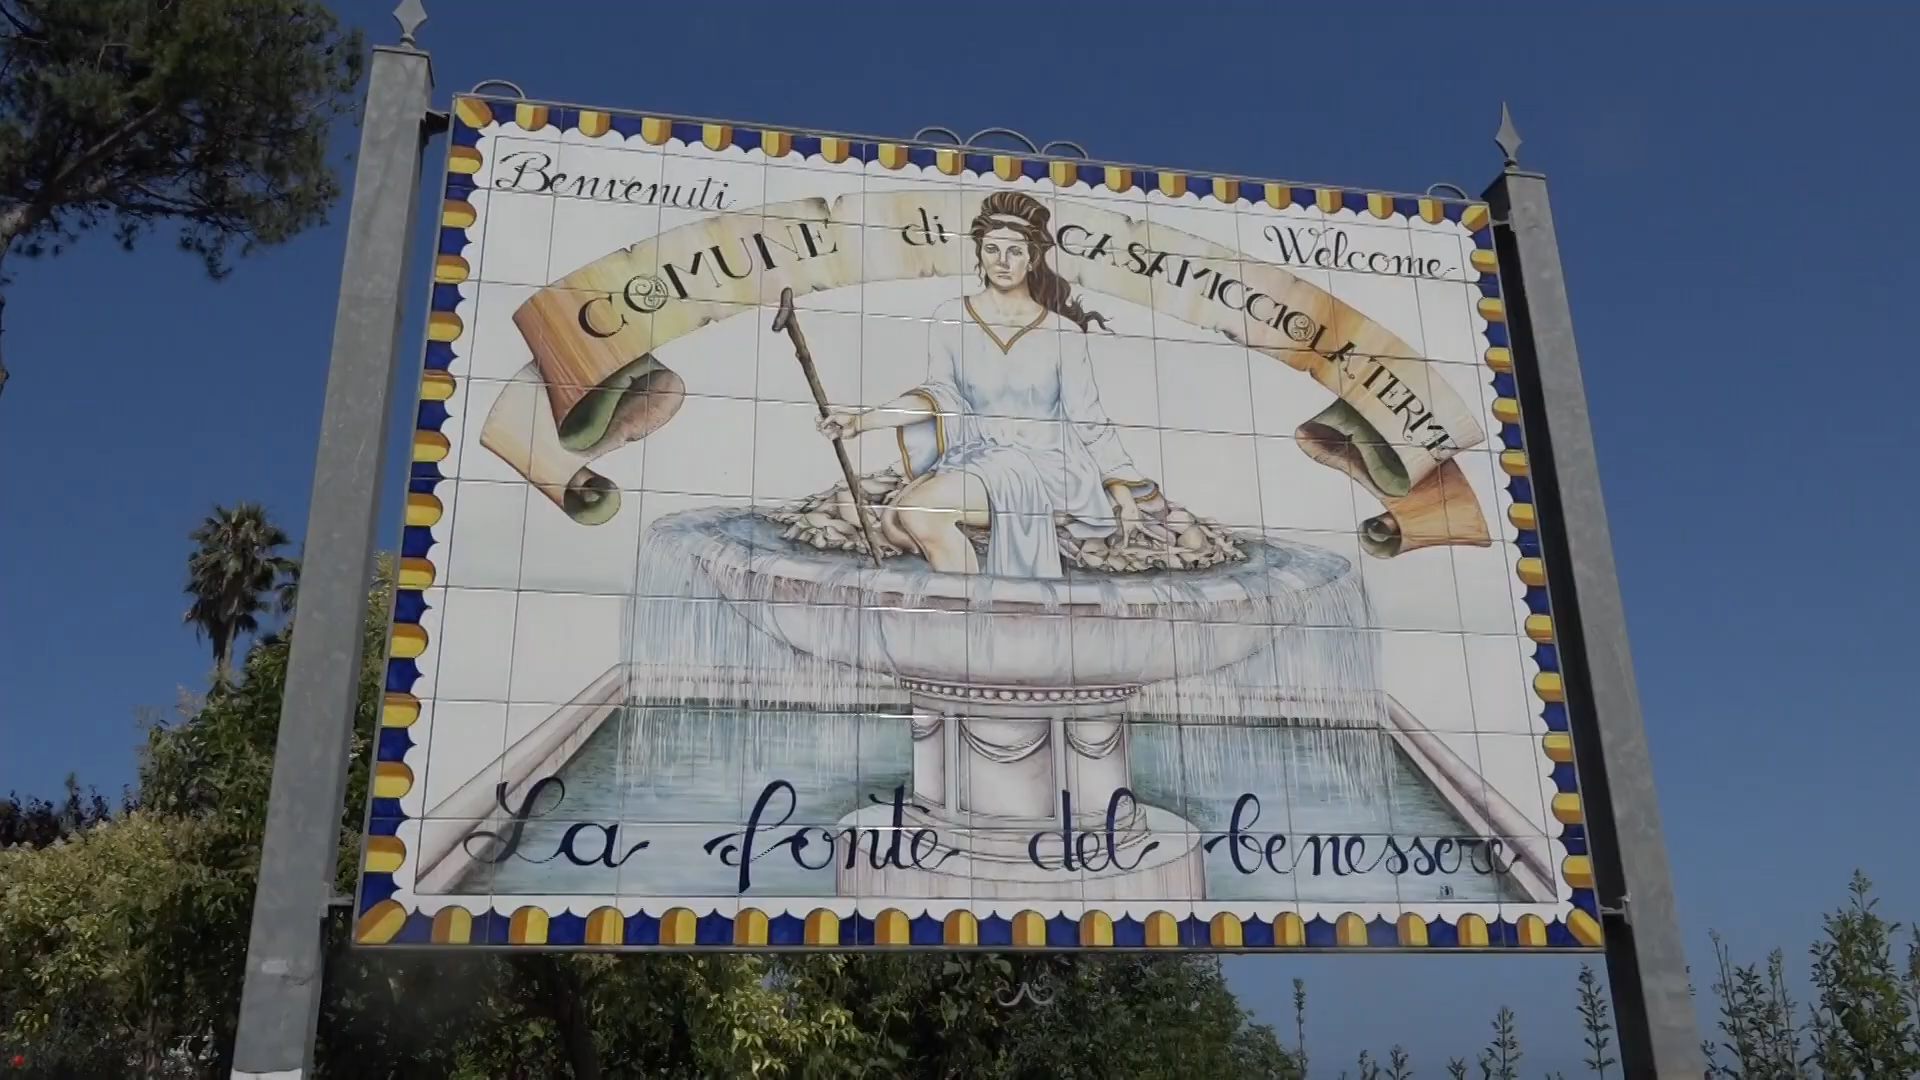 Benvenuti
Welcome
COMUNE di CASAMICCIOLA TERME
La fonte del benessere